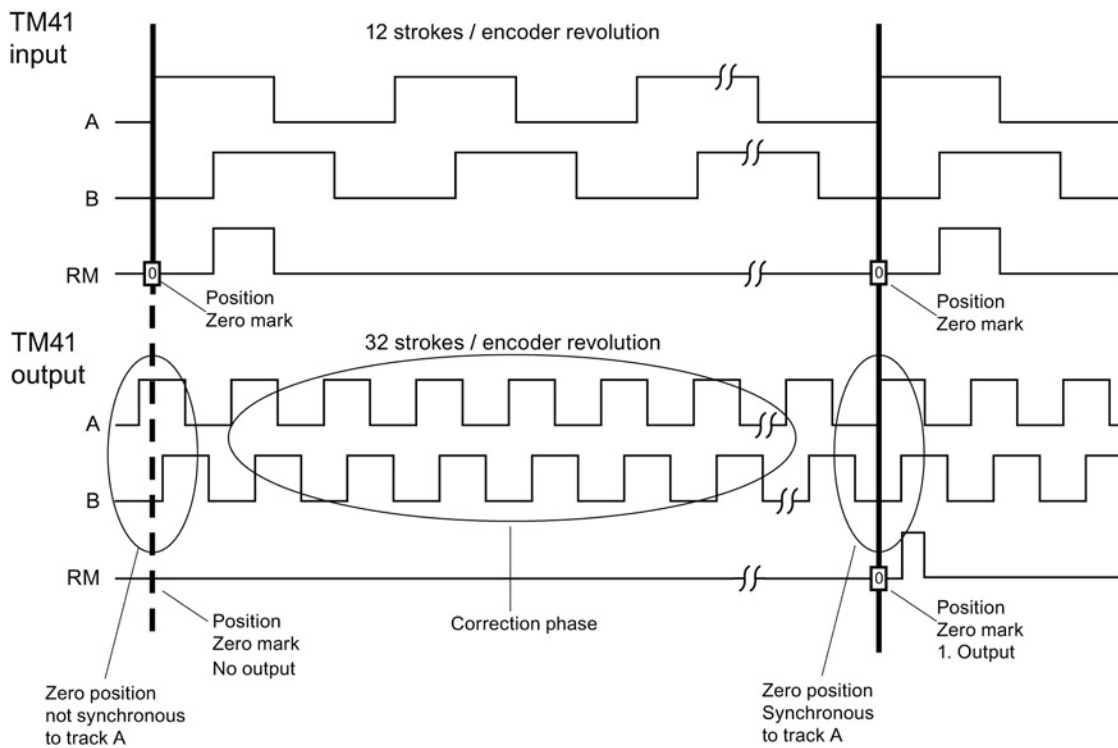 TM41
input
12 strokes / encoder revolution
A
B
RM
0
0
Position
Zero mark
Position
Zero mark
TM41
output
32 strokes / encoder revolution
A
B
RM
0
Position
Zero mark
No output
Correction phase
Position
Zero mark
1. Output
Zero position
not synchronous
to track A
Zero position
Synchronous
to track A